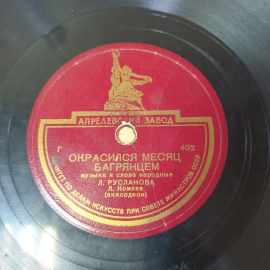 АПРЕЛЕВСКИЙ ЗАВОД
Г 402
ОКРАСИЛСЯ МЕСЯЦ
БАГРЯНЦЕМ
музыка и слова народные
Л. РУСЛАНОВА
Л. Комлев
(аккордеон)
КОМИТЕТ ПО ДЕЛАМ ИСКУССТВ ПРИ СОВЕТЕ МИНИСТРОВ СССР